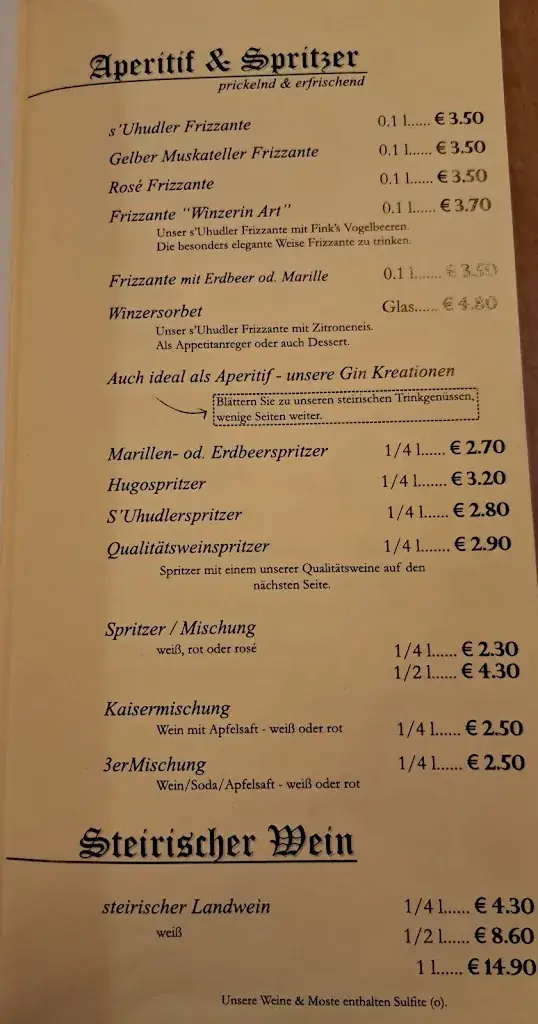 Aperitif & Spritzer
prickelnd & erfrischend
s'Uhudler Frizzante 0.1 l...... € 3.50
Gelber Muskateller Frizzante 0.1 l...... € 3.50
Rosé Frizzante 0.1 l...... € 3.50
Frizzante "Winzerin Art" 0.1 l...... € 3.70
Unser s'Uhudler Frizzante mit Fink's Vogelbeeren.
Die besonders elegante Weise Frizzante zu trinken.
Frizzante mit Erdbeer od. Marille 0.1 l...... € 3.50
Winzersorbet Glas...... € 4.80
Unser s'Uhudler Frizzante mit Zitroneneis.
Als Appetitanreger oder auch Dessert.
Auch ideal als Aperitif - unsere Gin Kreationen
Blättern Sie zu unseren steirischen Trinkgenüssen,
wenige Seiten weiter.
Marillen- od. Erdbeerspritzer 1/4 l...... € 2.70
Hugospritzer 1/4 l....... € 3.20
S'Uhudlerspritzer 1/4 l...... € 2.80
Qualitätsweinspritzer 1/4 l....... € 2.90
Spritzer mit einem unserer Qualitätsweine auf den
nächsten Seite.
Spritzer / Mischung
weiß, rot oder rosé 1/4 l...... € 2.30
1/2 l...... € 4.30
Kaisermischung
Wein mit Apfelsaft - weiß oder rot 1/4 l...... € 2.50
3erMischung 1/4 l...... € 2.50
Wein/Soda/Apfelsaft - weiß oder rot
Steirischer Wein
steirischer Landwein 1/4 l...... € 4.30
weiß 1/2 l...... € 8.60
1 l...... € 14.90
Unsere Weine & Moste enthalten Sulfite (o).